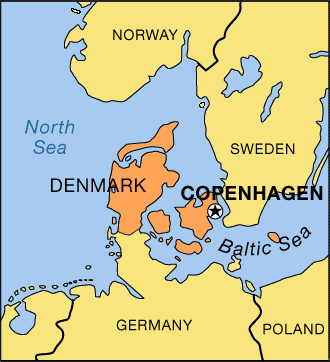 NORWAY
North
Sea
SWEDEN
DENMARK
COPENHAGEN
Baltic Sea
GERMANY
POLAND